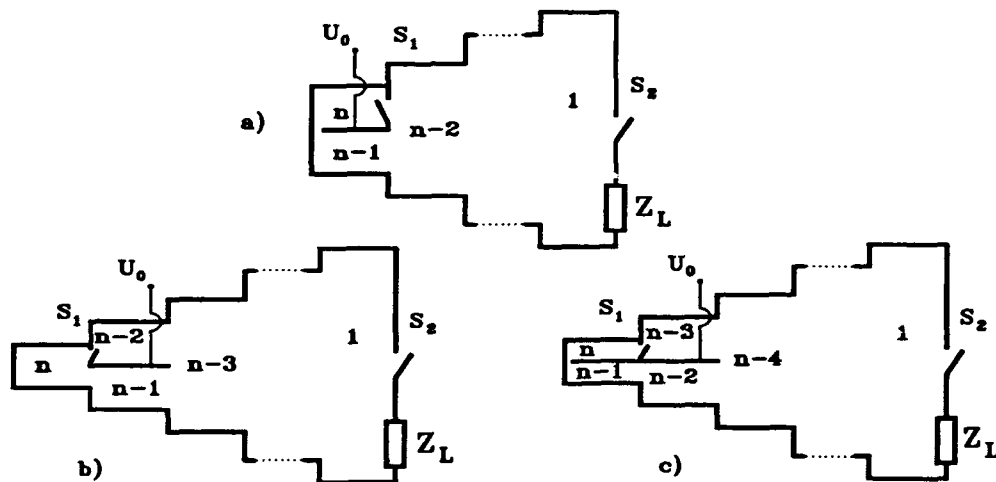 U₀
S₁
n
n-1
n-2
1
S₂
Z_L
a)
U₀
S₁
n-2
n
n-3
n-1
1
S₂
Z_L
b)
U₀
S₁
n-3
n
n-1
n-2
n-4
1
S₂
Z_L
c)